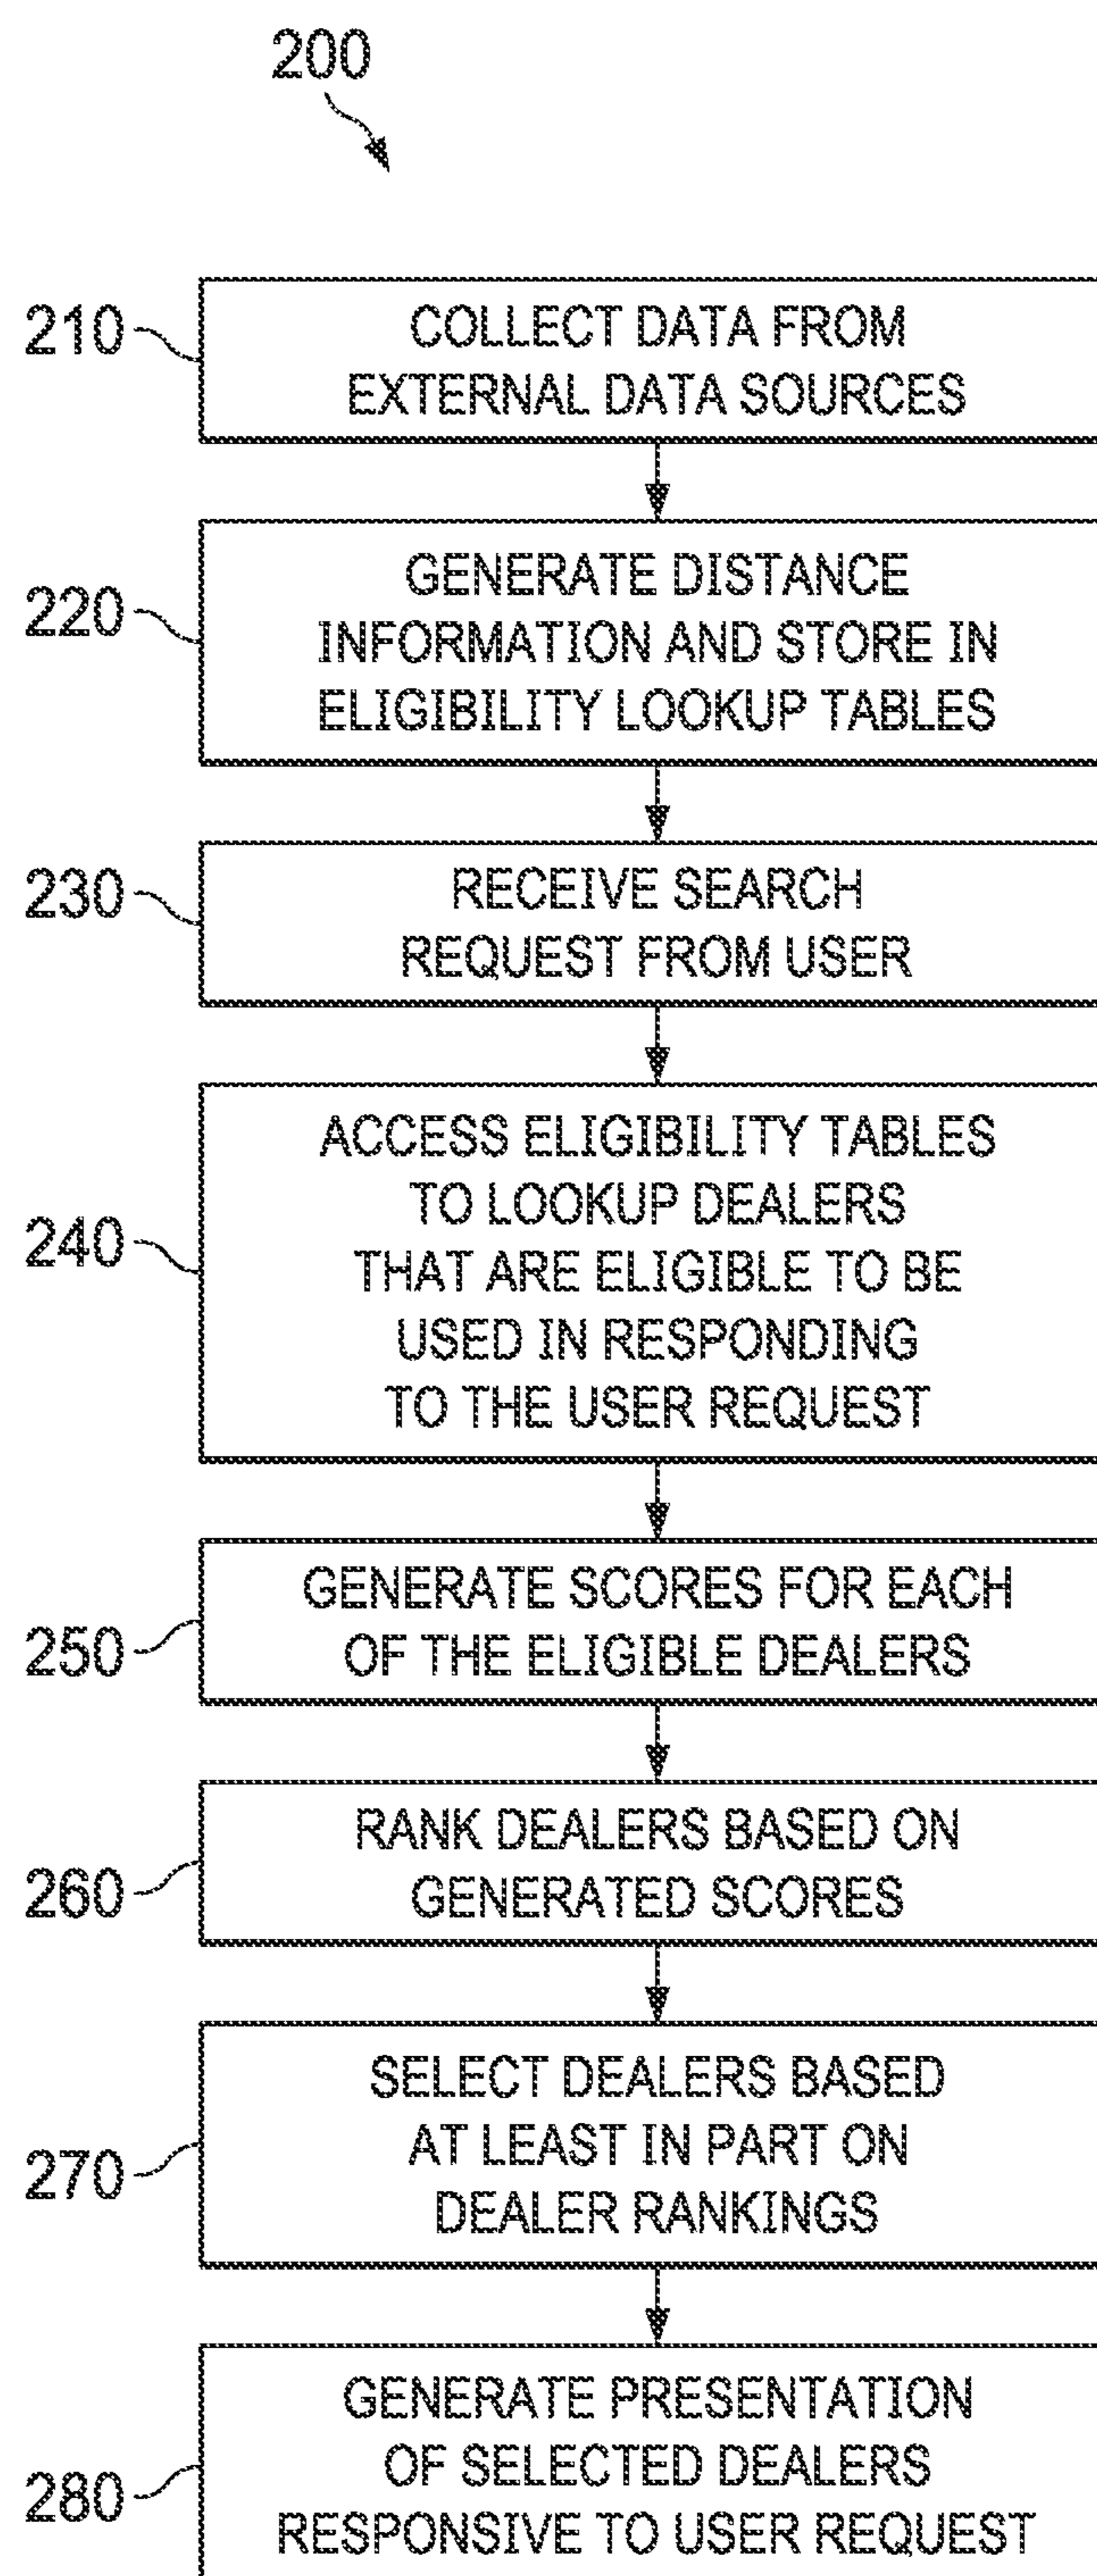 200
210
COLLECT DATA FROM
EXTERNAL DATA SOURCES
220
GENERATE DISTANCE
INFORMATION AND STORE IN
ELIGIBILITY LOOKUP TABLES
230
RECEIVE SEARCH
REQUEST FROM USER
240
ACCESS ELIGIBILITY TABLES
TO LOOKUP DEALERS
THAT ARE ELIGIBLE TO BE
USED IN RESPONDING
TO THE USER REQUEST
250
GENERATE SCORES FOR EACH
OF THE ELIGIBLE DEALERS
260
RANK DEALERS BASED ON
GENERATED SCORES
270
SELECT DEALERS BASED
AT LEAST IN PART ON
DEALER RANKINGS
280
GENERATE PRESENTATION
OF SELECTED DEALERS
RESPONSIVE TO USER REQUEST